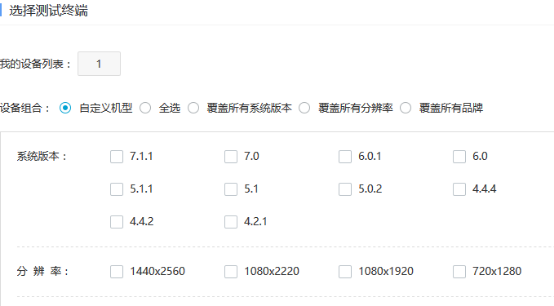 选择测试终端
我的设备列表： 1
设备组合： 自定义机型 全选 覆盖所有系统版本 覆盖所有分辨率 覆盖所有品牌
系统版本： 7.1.1 7.0 6.0.1 6.0
5.1.1 5.1 5.0.2 4.4.4
4.4.2 4.2.1
分 辨 率： 1440x2560 1080x2220 1080x1920 720x1280